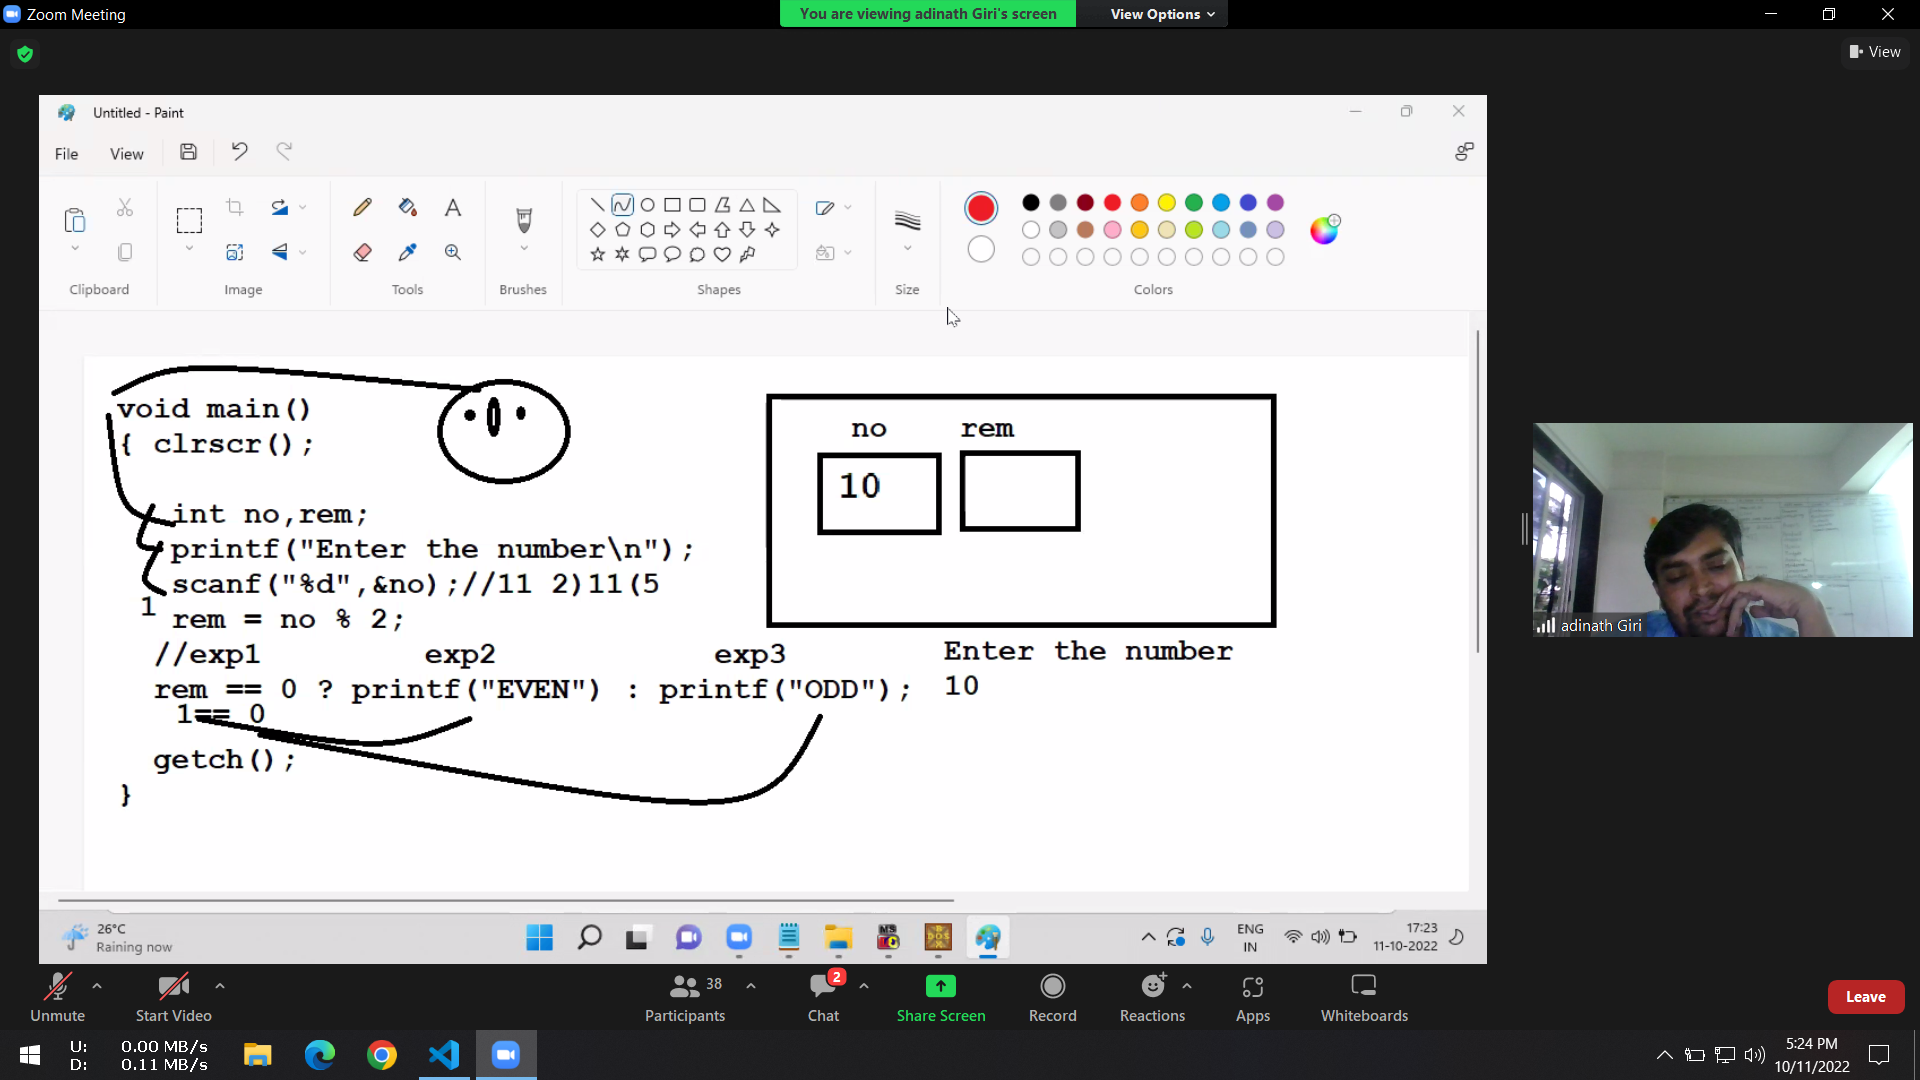 Zoom Meeting
You are viewing adinath Giri's screen
View Options
View
Untitled - Paint
File View
Clipboard
Image
Tools
Brushes
Shapes
Size
Colors
void main()
{ clrscr();
int no,rem;
printf("Enter the number\n");
scanf("%d",&no);//11 2)11(5
1
rem = no % 2;
//exp1 exp2 exp3
rem == 0 ? printf("EVEN") : printf("ODD");
1== 0
getch();
}
no rem
10
Enter the number
10
adinath Giri
26°C
Raining now
ENG
IN
17:23
11-10-2022
Unmute
Start Video
38
Participants
2
Chat
Share Screen
Record
Reactions
Apps
Whiteboards
Leave
U: 0.00 MB/s
D: 0.11 MB/s
5:24 PM
10/11/2022